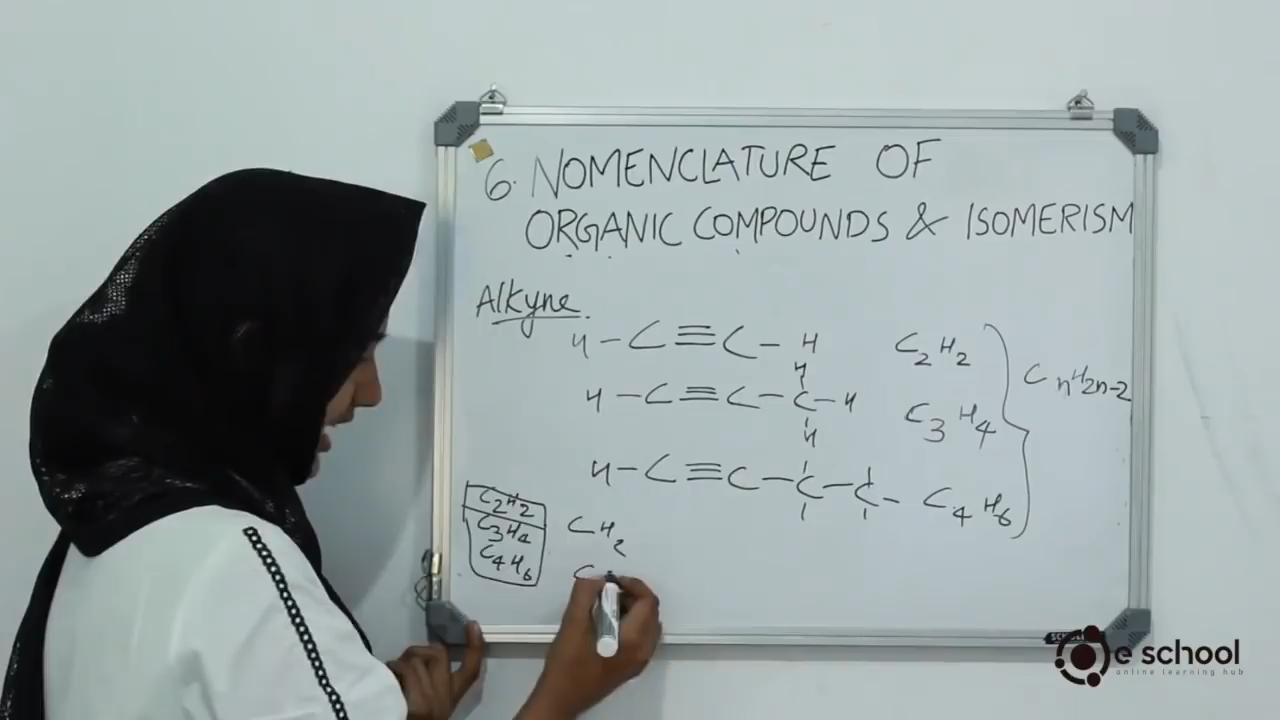 6. NOMENCLATURE OF
ORGANIC COMPOUNDS & ISOMERISM
Alkyne
H-C≡C-H C2H2
H
H-C≡C-C-H C3H4
H
CnH2n-2
H-C≡C-C-C- C4H6
C2H2
C3H4
C4H6
CH2
C
SCHOOL
e school
online learning hub